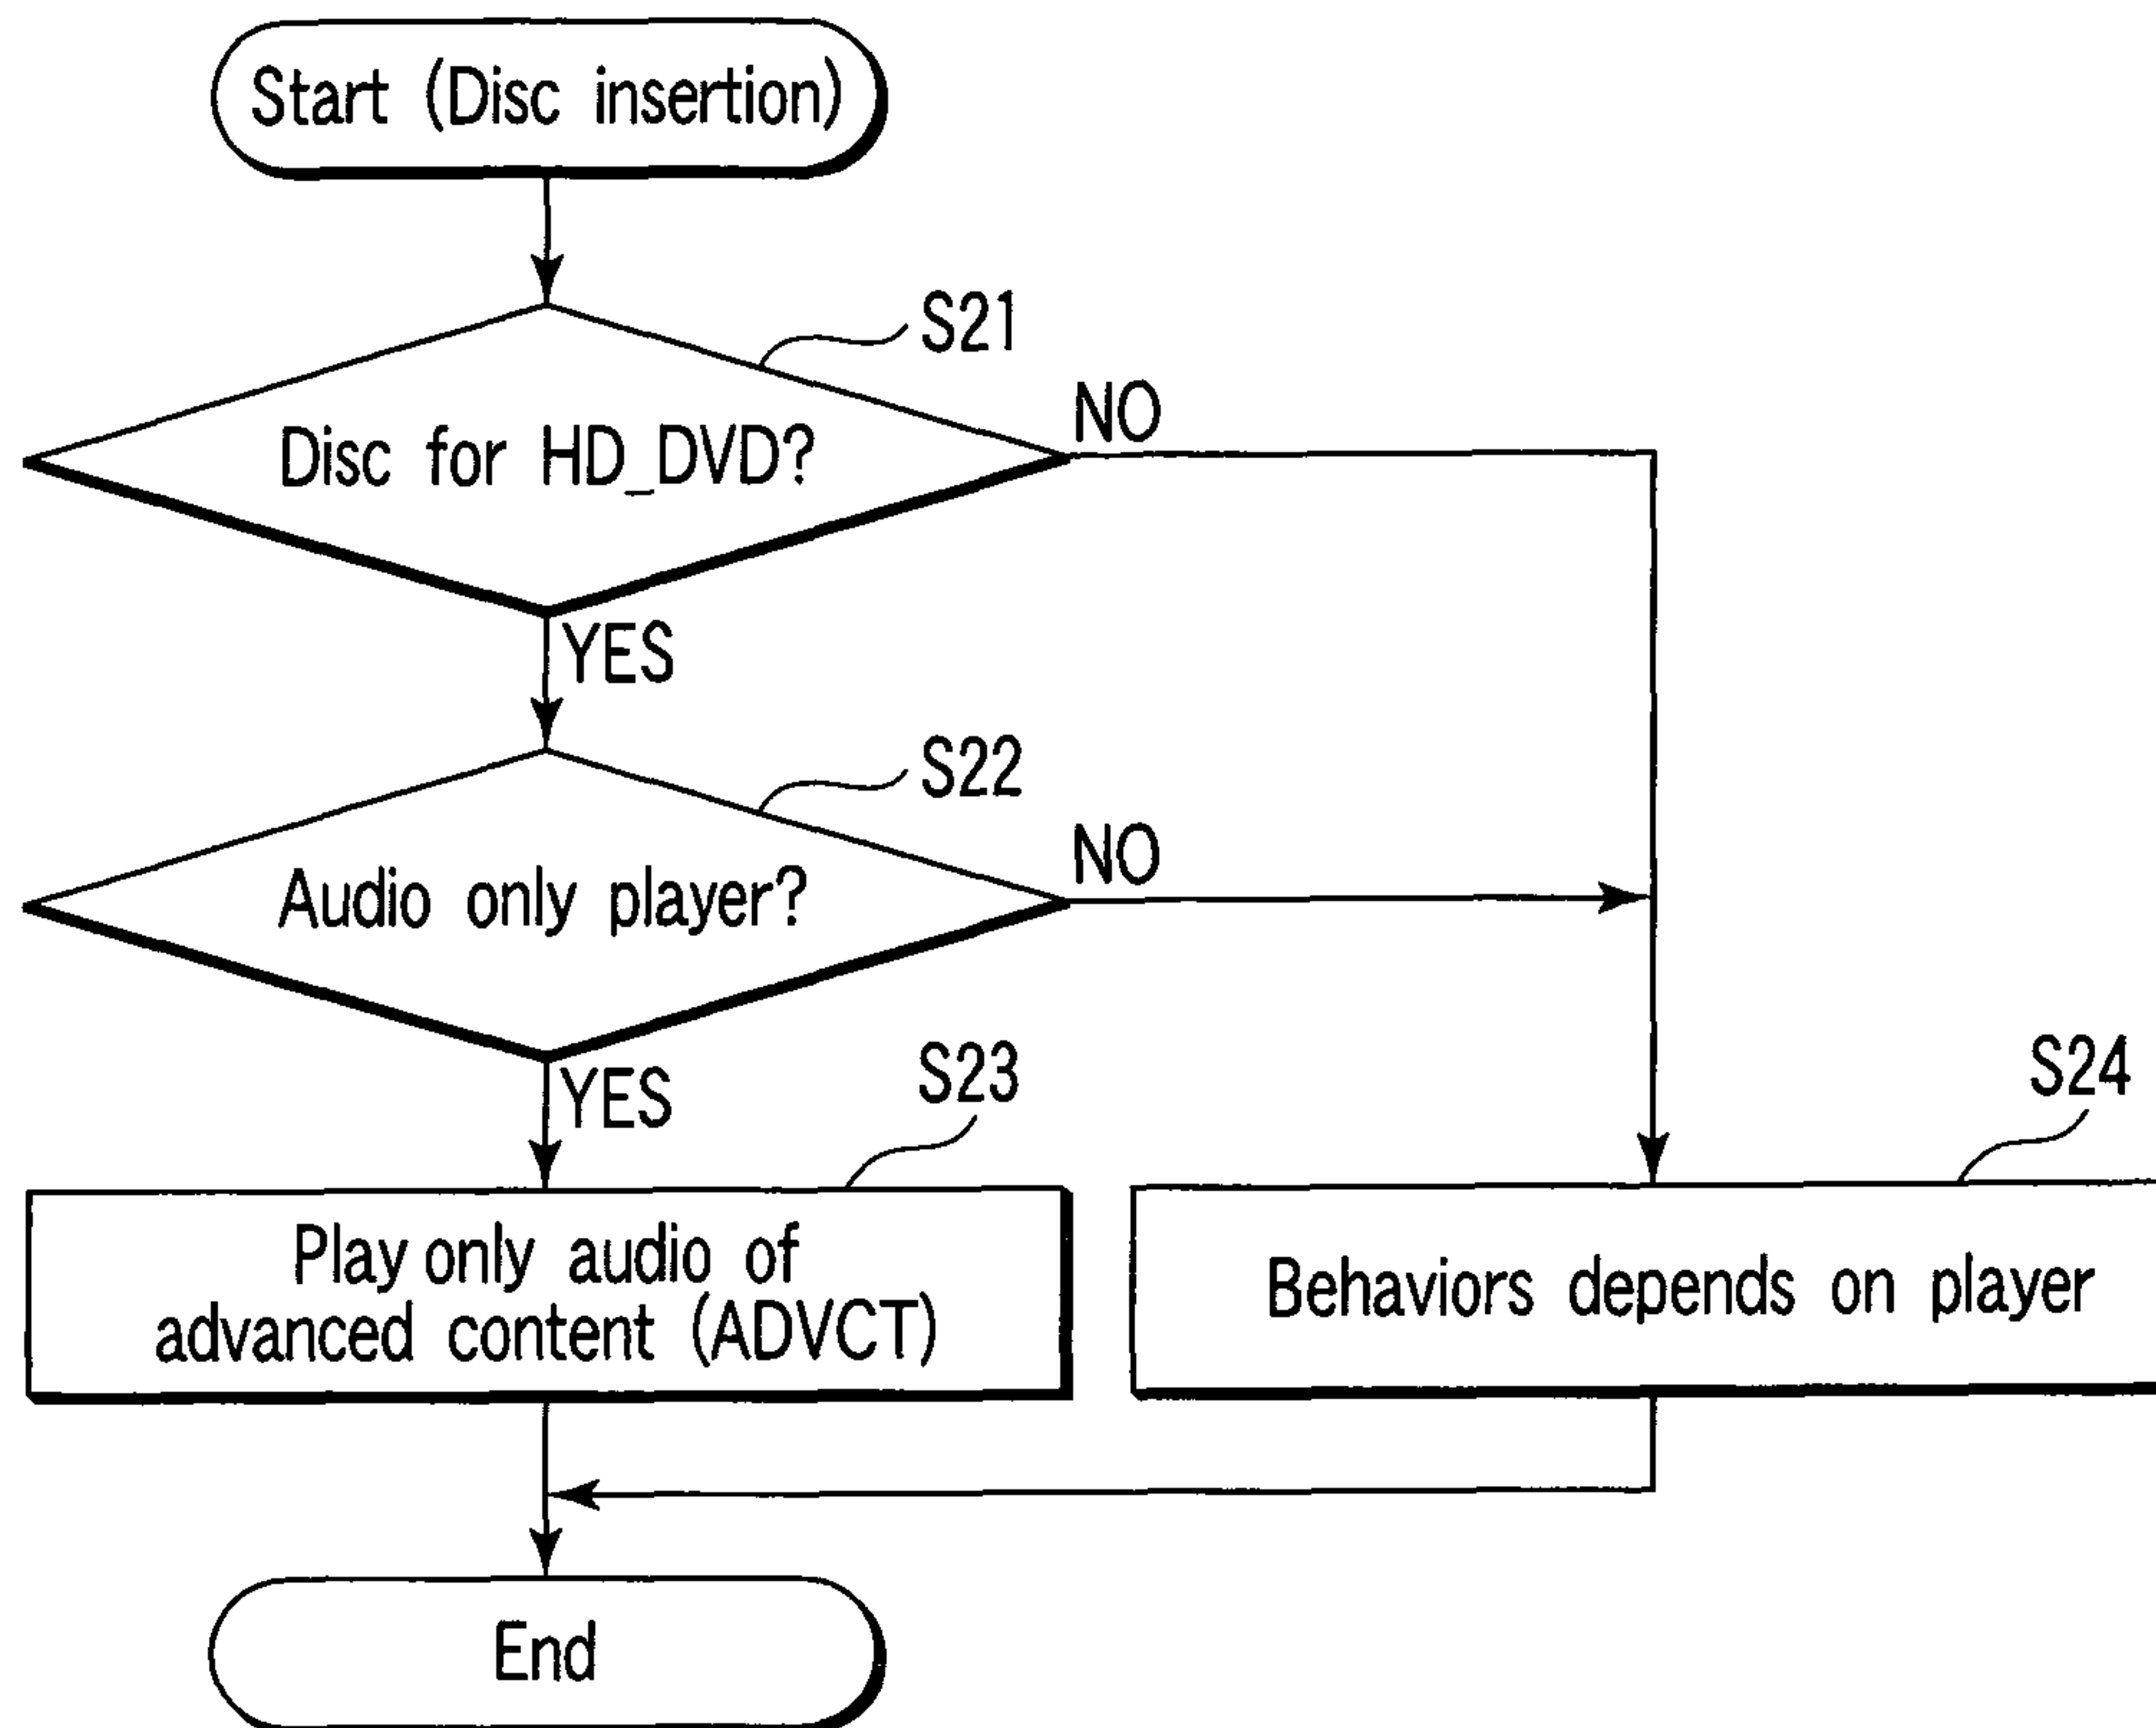 Start (Disc insertion)
S21
Disc for HD_DVD?
NO
YES
S22
Audio only player?
NO
YES
S23
Play only audio of
advanced content (ADVCT)
S24
Behaviors depends on player
End